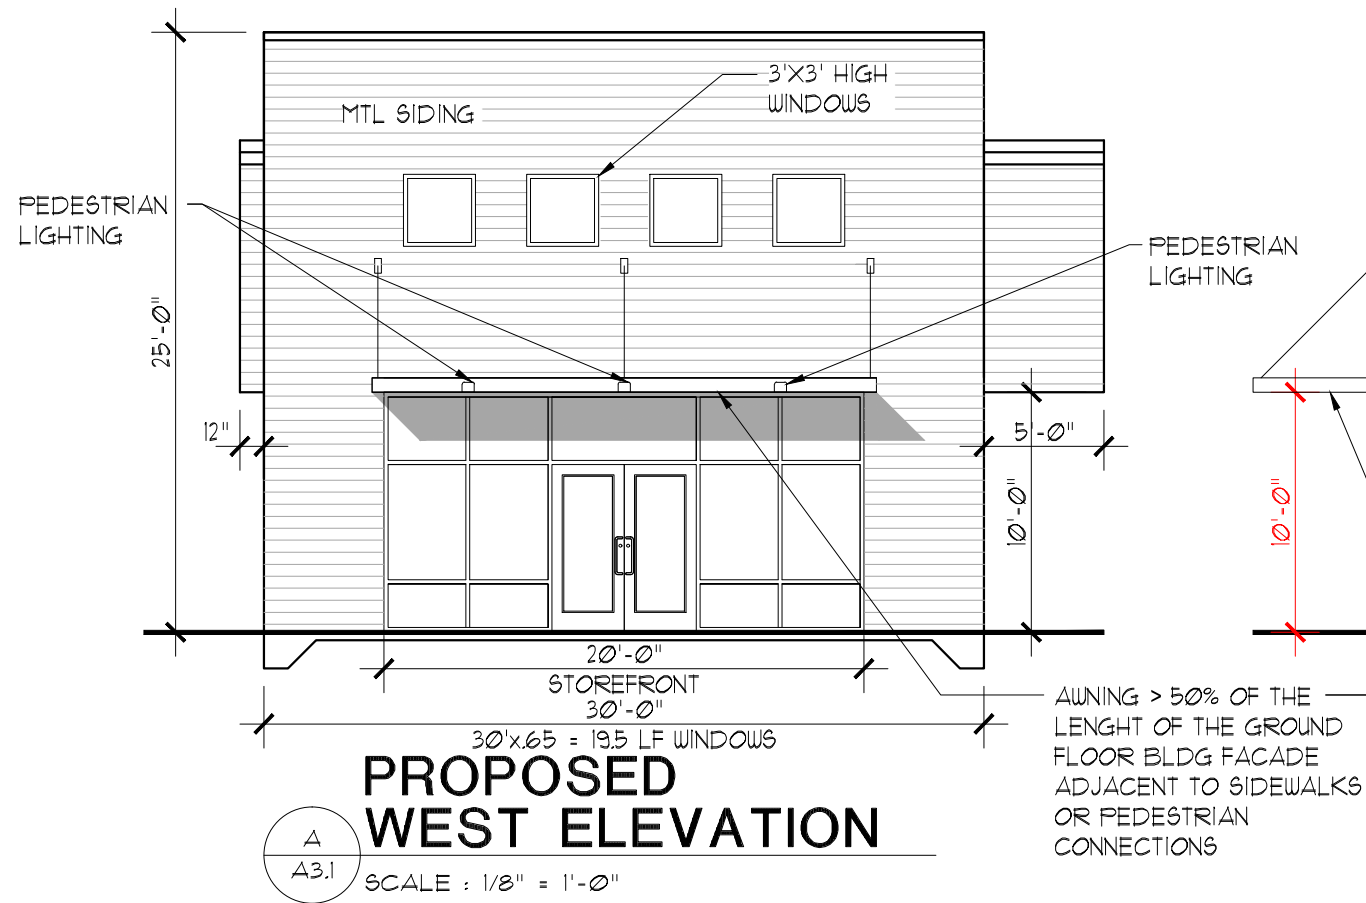 3'X3' HIGH
WINDOWS
MTL SIDING
PEDESTRIAN
LIGHTING
PEDESTRIAN
LIGHTING
25'-0"
12"
5'-0"
10'-0"
10'-0"
20'-0"
STOREFRONT
30'-0"
30'x.65 = 19.5 LF WINDOWS
AWNING > 50% OF THE
LENGHT OF THE GROUND
FLOOR BLDG FACADE
ADJACENT TO SIDEWALKS
OR PEDESTRIAN
CONNECTIONS
PROPOSED
WEST ELEVATION
A
A3.1
SCALE : 1/8" = 1'-0"